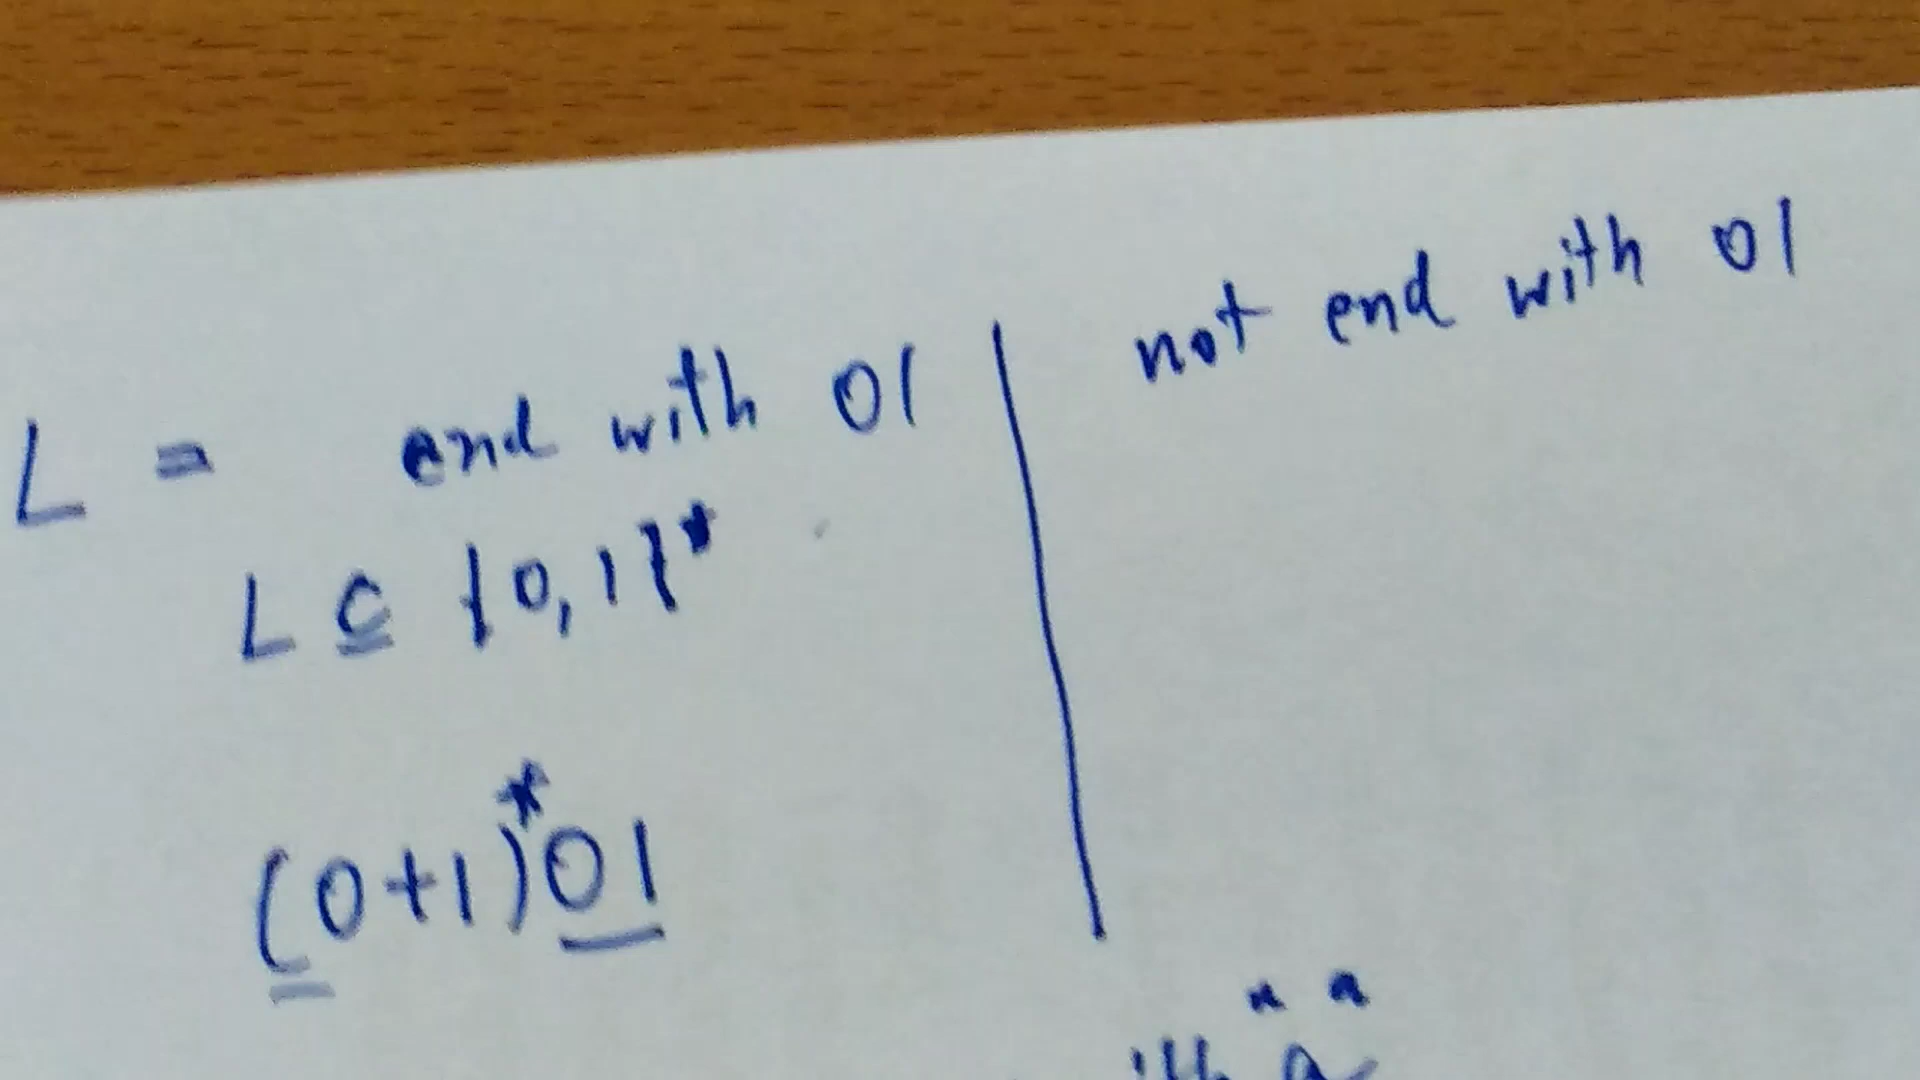 L = end with 01
L ⊆ {0,1}*
(0+1)*01
not end with 01